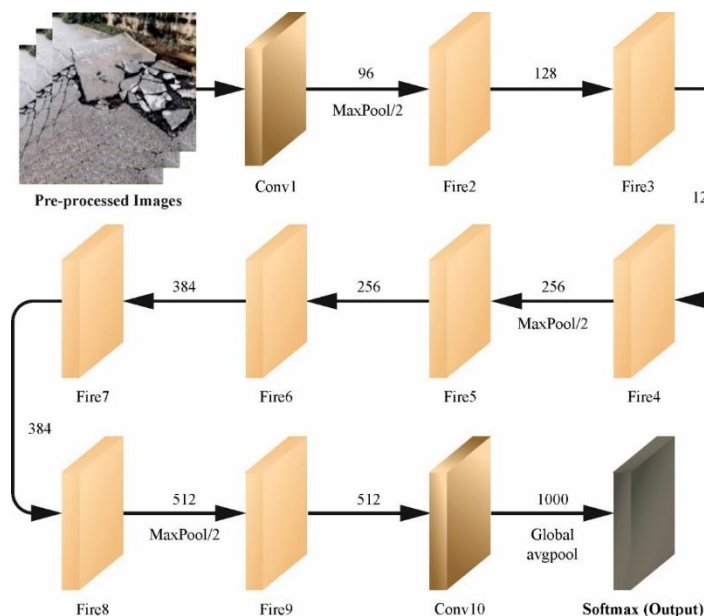 96
128
MaxPool/2
Pre-processed Images
Conv1
Fire2
Fire3
384
256
256
MaxPool/2
Fire7
Fire6
Fire5
Fire4
384
512
512
1000
MaxPool/2
Global
avgpool
Fire8
Fire9
Conv10
Softmax (Output)